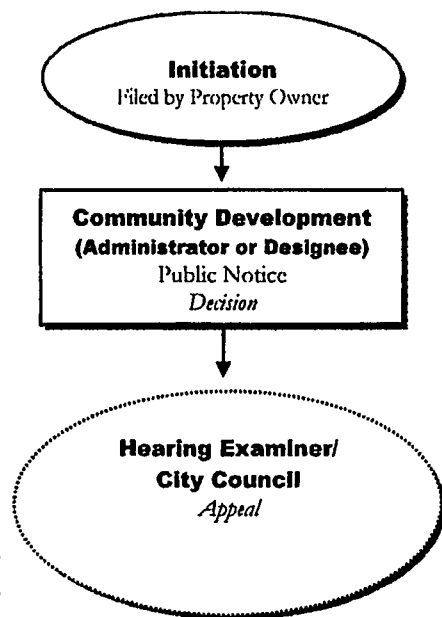 Initiation
Filed by Property Owner
Community Development
(Administrator or Designee)
Public Notice
Decision
Hearing Examiner/
City Council
Appeal